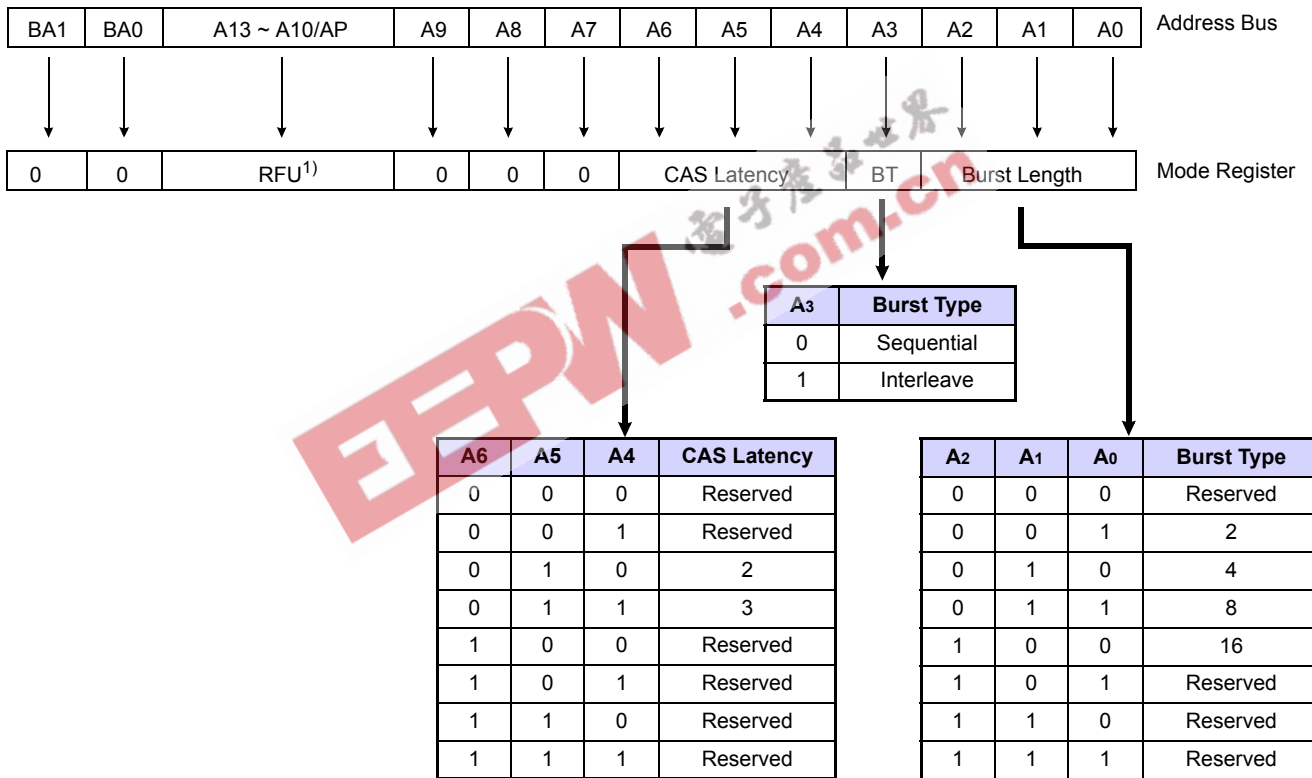 BA1 BA0 A13 ~ A10/AP A9 A8 A7 A6 A5 A4 A3 A2 A1 A0 Address Bus
0 0 RFU1) 0 0 0 CAS Latency BT Burst Length Mode Register
電子產品世界
.com.cn
EEPW
A3 Burst Type
0 Sequential
1 Interleave
A6 A5 A4 CAS Latency
0 0 0 Reserved
0 0 1 Reserved
0 1 0 2
0 1 1 3
1 0 0 Reserved
1 0 1 Reserved
1 1 0 Reserved
1 1 1 Reserved
A2 A1 A0 Burst Type
0 0 0 Reserved
0 0 1 2
0 1 0 4
0 1 1 8
1 0 0 16
1 0 1 Reserved
1 1 0 Reserved
1 1 1 Reserved